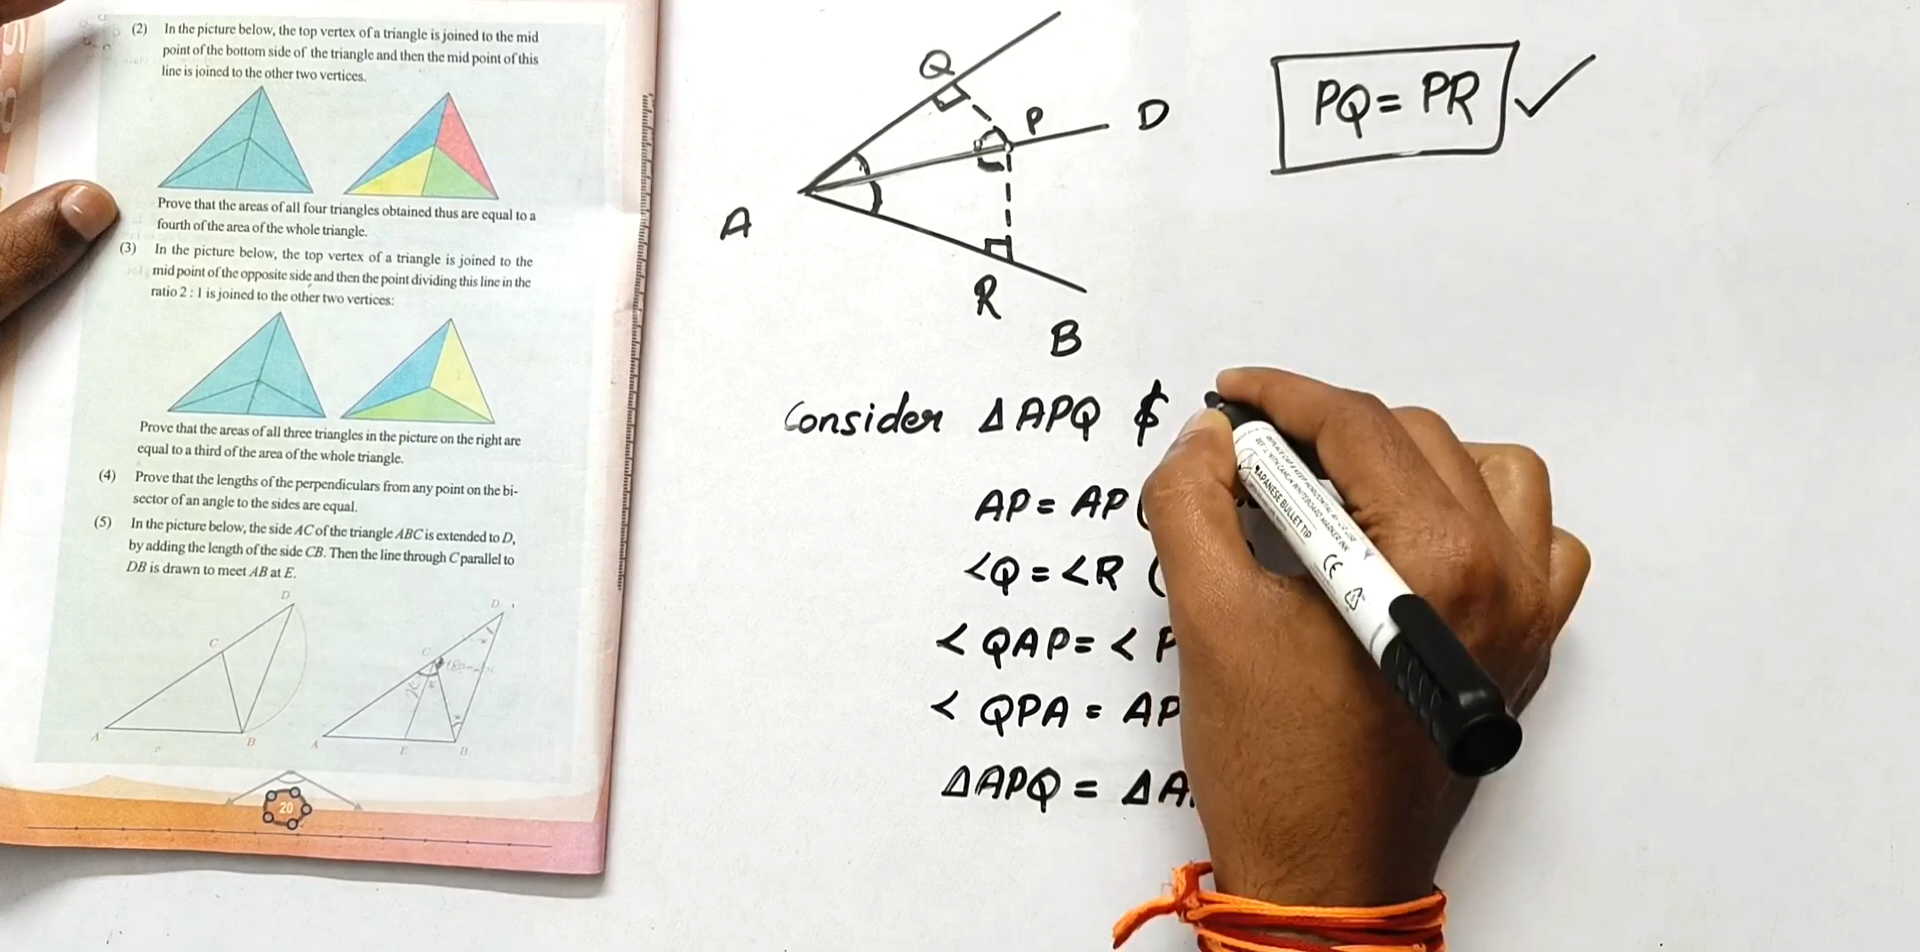 (2) In the picture below, the top vertex of a triangle is joined to the mid
point of the bottom side of the triangle and then the mid point of this
line is joined to the other two vertices.
Prove that the areas of all four triangles obtained thus are equal to a
fourth of the area of the whole triangle.
(3) In the picture below, the top vertex of a triangle is joined to the
mid point of the opposite side and then the point dividing this line in the
ratio 2 : 1 is joined to the other two vertices:
Prove that the areas of all three triangles in the picture on the right are
equal to a third of the area of the whole triangle.
(4) Prove that the lengths of the perpendiculars from any point on the bi-
sector of an angle to the sides are equal.
(5) In the picture below, the side AC of the triangle ABC is extended to D,
by adding the length of the side CB. Then the line through C parallel to
DB is drawn to meet AB at E.
D
C
A
B
D
C
A
E
B
20
Q
P
D
A
R
B
PQ = PR
Consider ΔAPQ $
AP = AP (
<Q = <R (
< QAP = < P
< QPA = AP
ΔAPQ = ΔA
JAPANESE BULLET TIP
CE